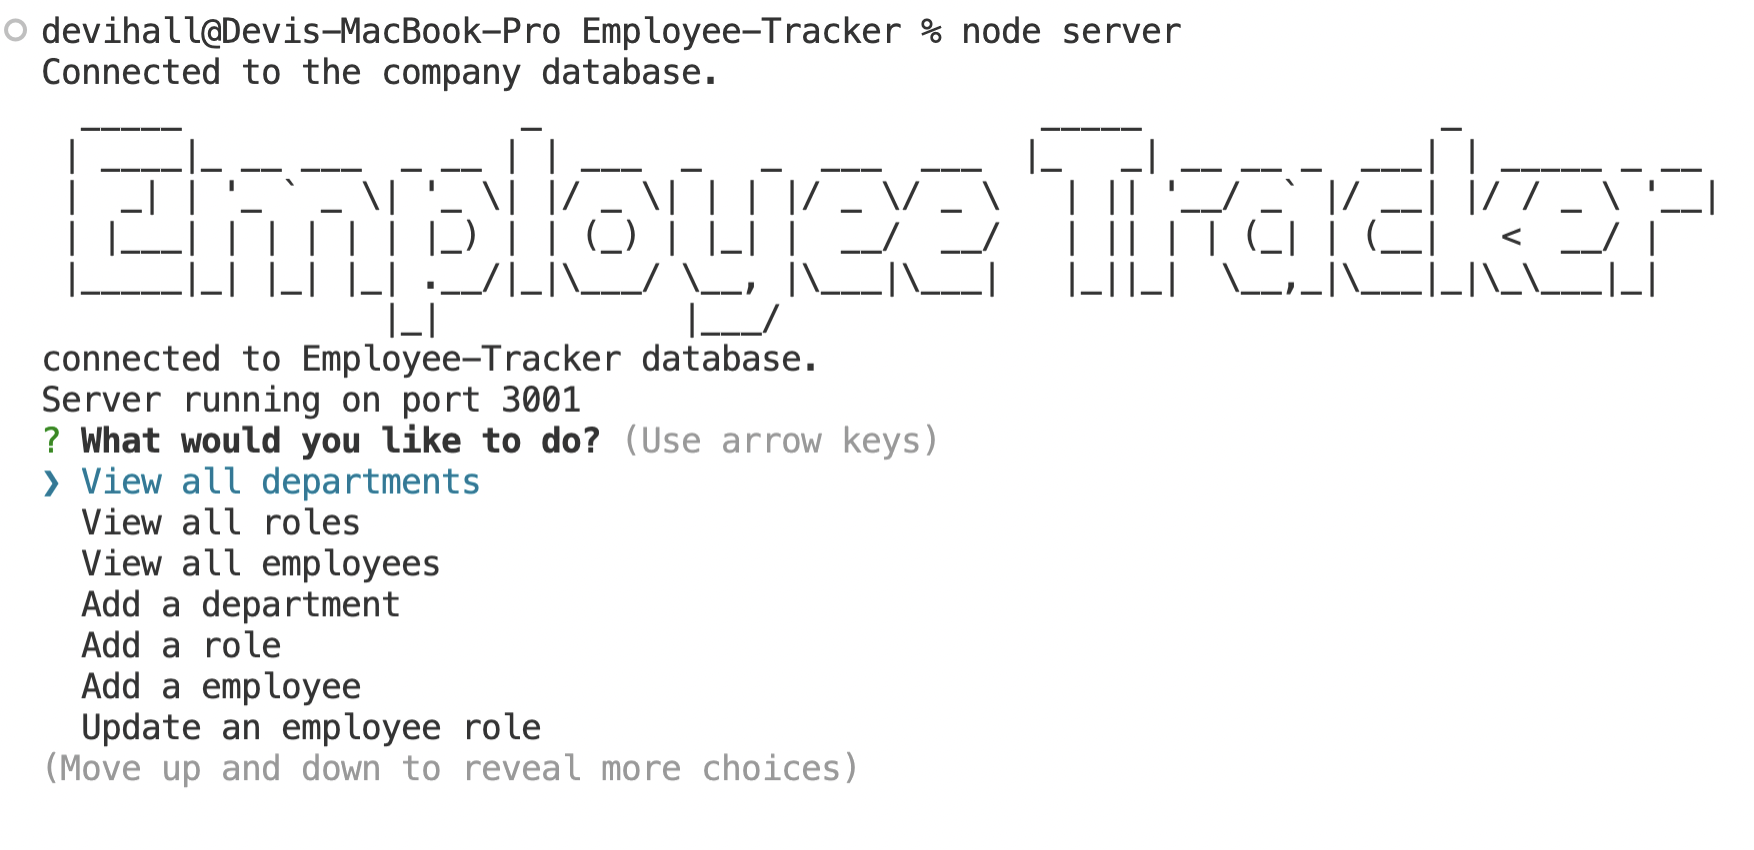 devihall@Devis-MacBook-Pro Employee-Tracker % node server
Connected to the company database.
Employee Tracker
connected to Employee-Tracker database.
Server running on port 3001
? What would you like to do? (Use arrow keys)
❯ View all departments
View all roles
View all employees
Add a department
Add a role
Add a employee
Update an employee role
(Move up and down to reveal more choices)